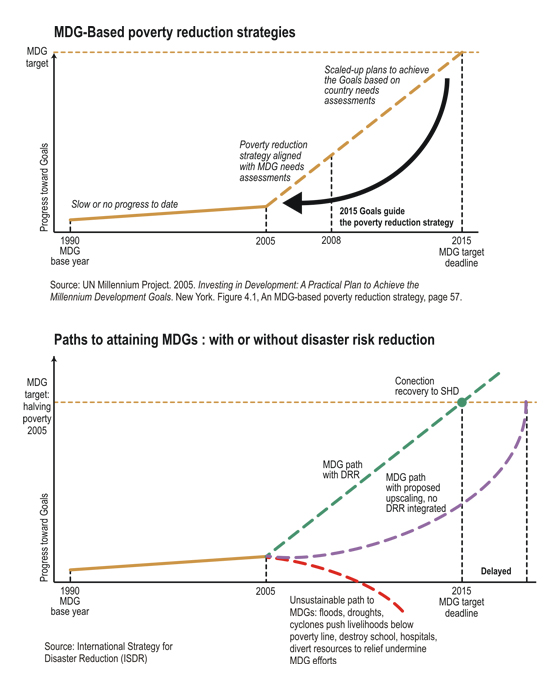 MDG-Based poverty reduction strategies
MDG
target
Scaled-up plans to achieve
the Goals based on
country needs
assessments
Poverty reduction
strategy aligned
with MDG needs
assessments
Progress toward Goals
Slow or no progress to date
2015 Goals guide
the poverty reduction strategy
1990
MDG
base year
2005
2008
2015
MDG target
deadline
Source: UN Millennium Project. 2005. Investing in Development: A Practical Plan to Achieve the
Millennium Development Goals. New York. Figure 4.1, An MDG-based poverty reduction strategy, page 57.
Paths to attaining MDGs : with or without disaster risk reduction
MDG
target:
halving
poverty
2005
Conection
recovery to SHD
MDG path
with DRR
MDG path
with proposed
upscaling, no
DRR integrated
Progress toward Goals
Delayed
1990
MDG
base year
2005
2015
MDG target
deadline
Unsustainable path to
MDGs: floods, droughts,
cyclones push livelihoods below
poverty line, destroy school, hospitals,
divert resources to relief undermine
MDG efforts
Source: International Strategy for
Disaster Reduction (ISDR)